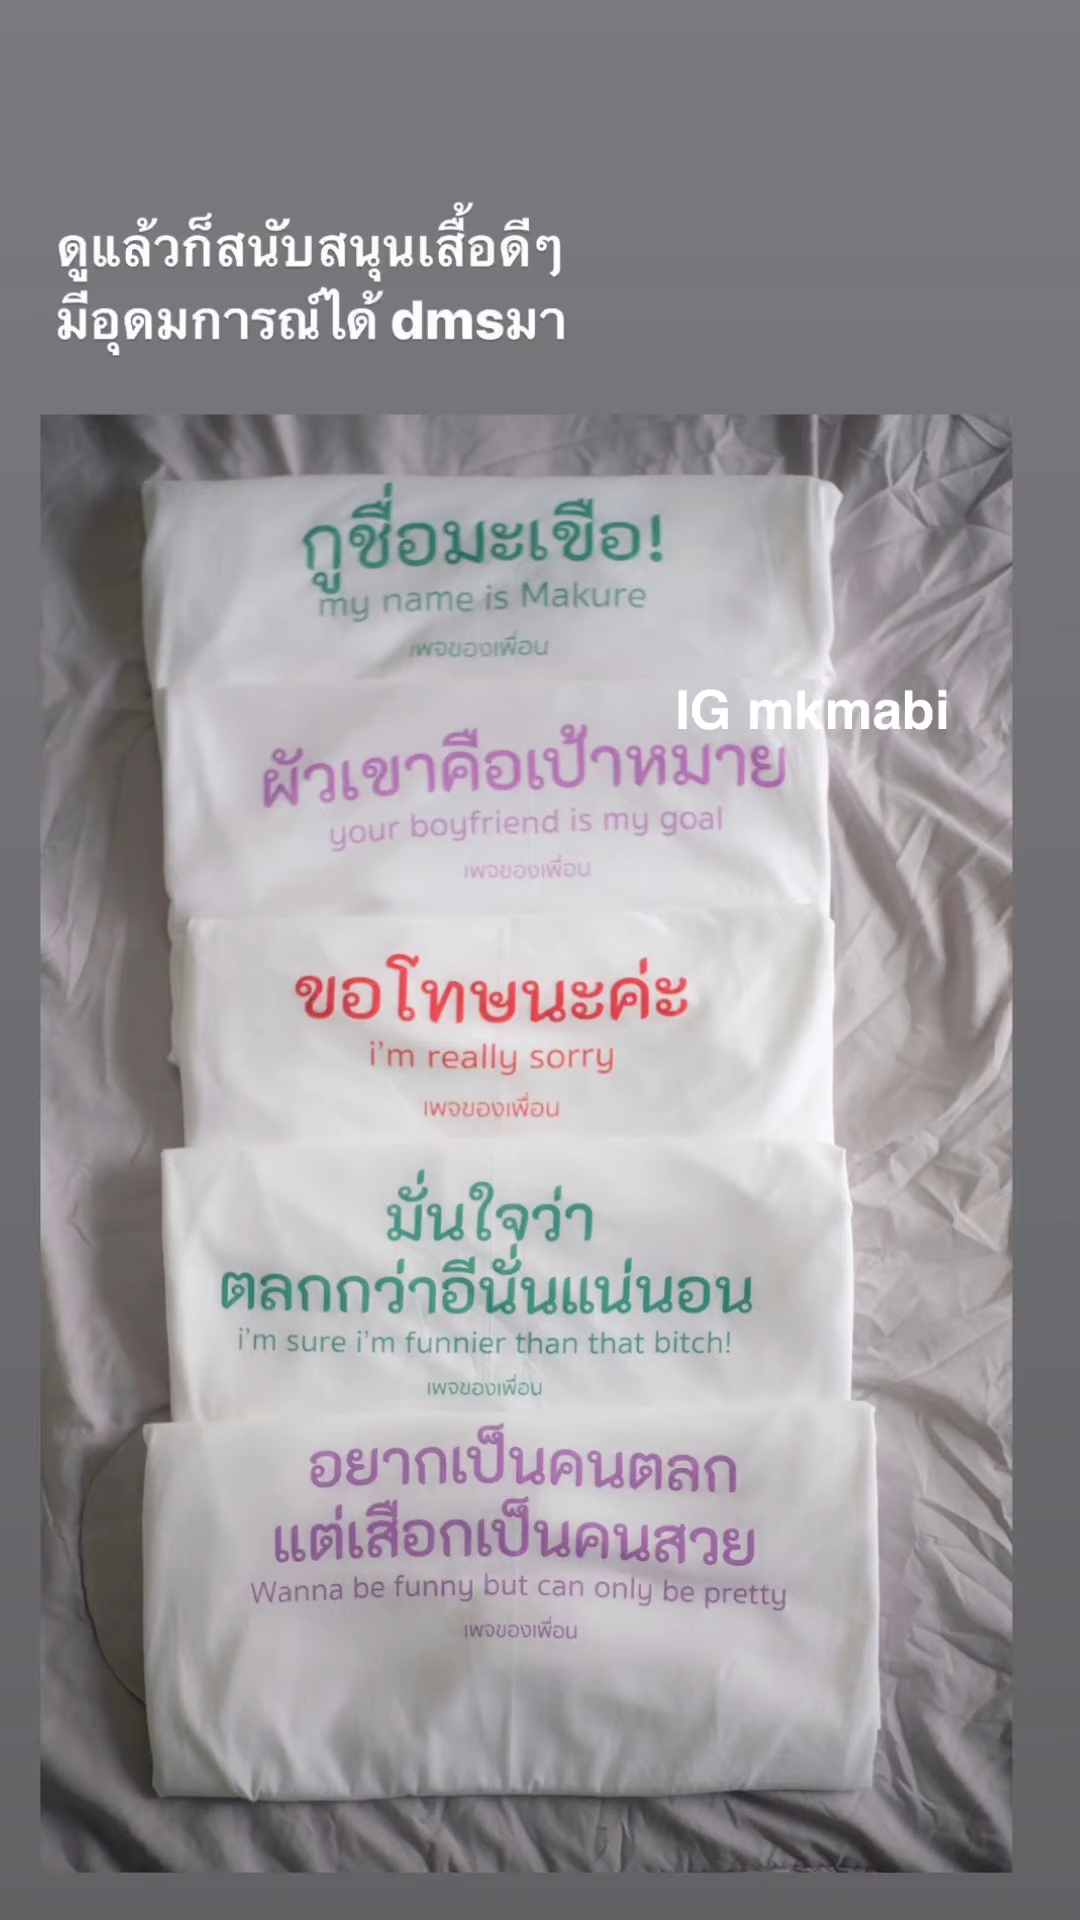 ดูแล้วก็สนับสนุนเสื้อดีๆ
มีอุดมการณ์ได้ dmsมา
กูชื่อมะเขือ!
my name is Makure
เพจของเพื่อน
IG mkmabi
ผัวเขาคือเป้าหมาย
your boyfriend is my goal
เพจของเพื่อน
ขอโทษนะค่ะ
i'm really sorry
เพจของเพื่อน
มั่นใจว่า
ตลกกว่าอีนั่นแน่นอน
i'm sure i'm funnier than that bitch!
เพจของเพื่อน
อยากเป็นคนตลก
แต่เสือกเป็นคนสวย
Wanna be funny but can only be pretty
เพจของเพื่อน